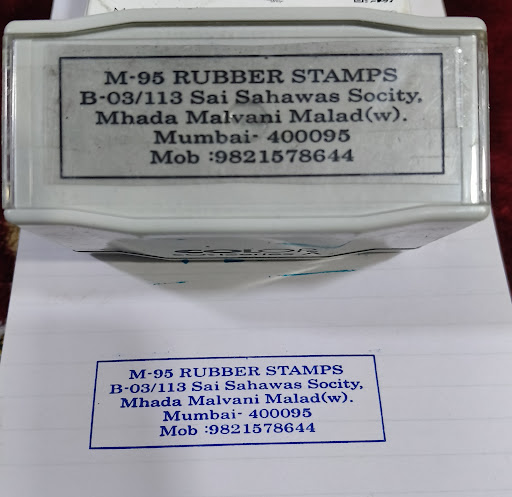 M-95 RUBBER STAMPS
B-03/113 Sai Sahawas Socity,
Mhada Malvani Malad(w).
Mumbai- 400095
Mob :9821578644
M-95 RUBBER STAMPS
B-03/113 Sai Sahawas Socity,
Mhada Malvani Malad(w).
Mumbai- 400095
Mob :9821578644